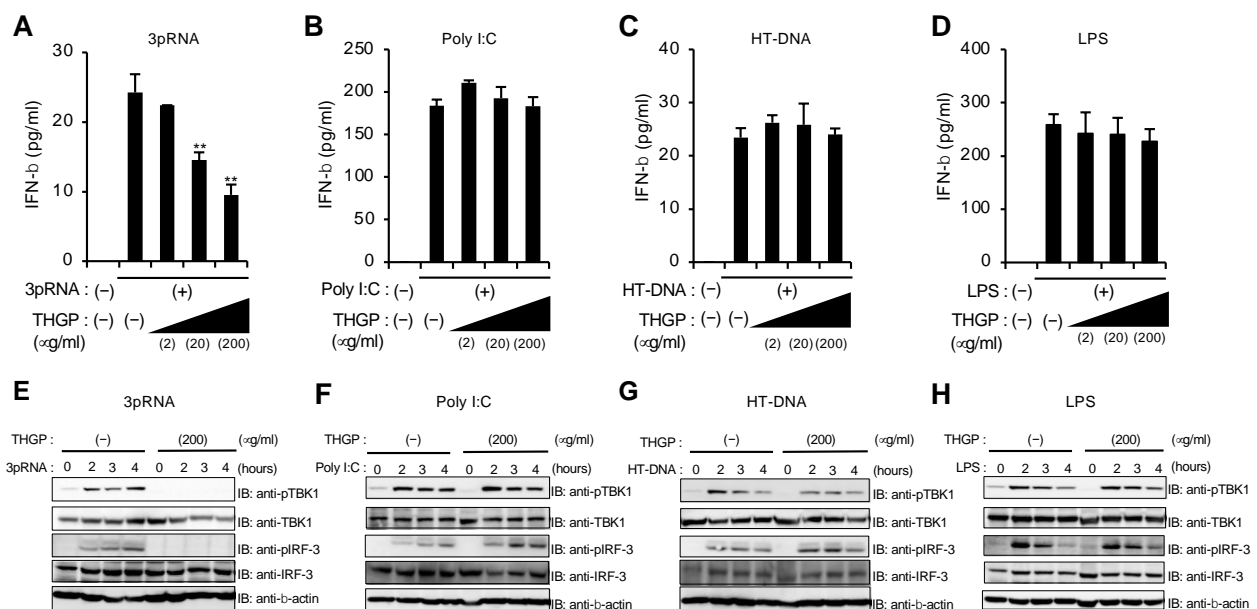 A
3pRNA
IFN-b (pg/ml)
30
20
10
0
**
**
3pRNA : (−) (+)
THGP : (−) (−)
(∝g/ml) (2) (20) (200)
B
Poly I:C
IFN-b (pg/ml)
250
200
150
100
50
0
Poly I:C : (−) (+)
THGP : (−) (−)
(∝g/ml) (2) (20) (200)
C
HT-DNA
IFN-b (pg/ml)
40
30
20
10
0
HT-DNA : (−) (+)
THGP : (−) (−)
(∝g/ml) (2) (20) (200)
D
LPS
IFN-b (pg/ml)
400
300
200
100
0
LPS : (−) (+)
THGP : (−) (−)
(∝g/ml) (2) (20) (200)
E
3pRNA
THGP : (−) (200) (∝g/ml)
3pRNA : 0 2 3 4 0 2 3 4 (hours)
IB: anti-pTBK1
IB: anti-TBK1
IB: anti-pIRF-3
IB: anti-IRF-3
IB: anti-b-actin
F
Poly I:C
THGP : (−) (200) (∝g/ml)
Poly I:C : 0 2 3 4 0 2 3 4 (hours)
IB: anti-pTBK1
IB: anti-TBK1
IB: anti-pIRF-3
IB: anti-IRF-3
IB: anti-b-actin
G
HT-DNA
THGP : (−) (200) (∝g/ml)
HT-DNA : 0 2 3 4 0 2 3 4 (hours)
IB: anti-pTBK1
IB: anti-TBK1
IB: anti-pIRF-3
IB: anti-IRF-3
IB: anti-b-actin
H
LPS
THGP : (−) (200) (∝g/ml)
LPS : 0 2 3 4 0 2 3 4 (hours)
IB: anti-pTBK1
IB: anti-TBK1
IB: anti-pIRF-3
IB: anti-IRF-3
IB: anti-b-actin